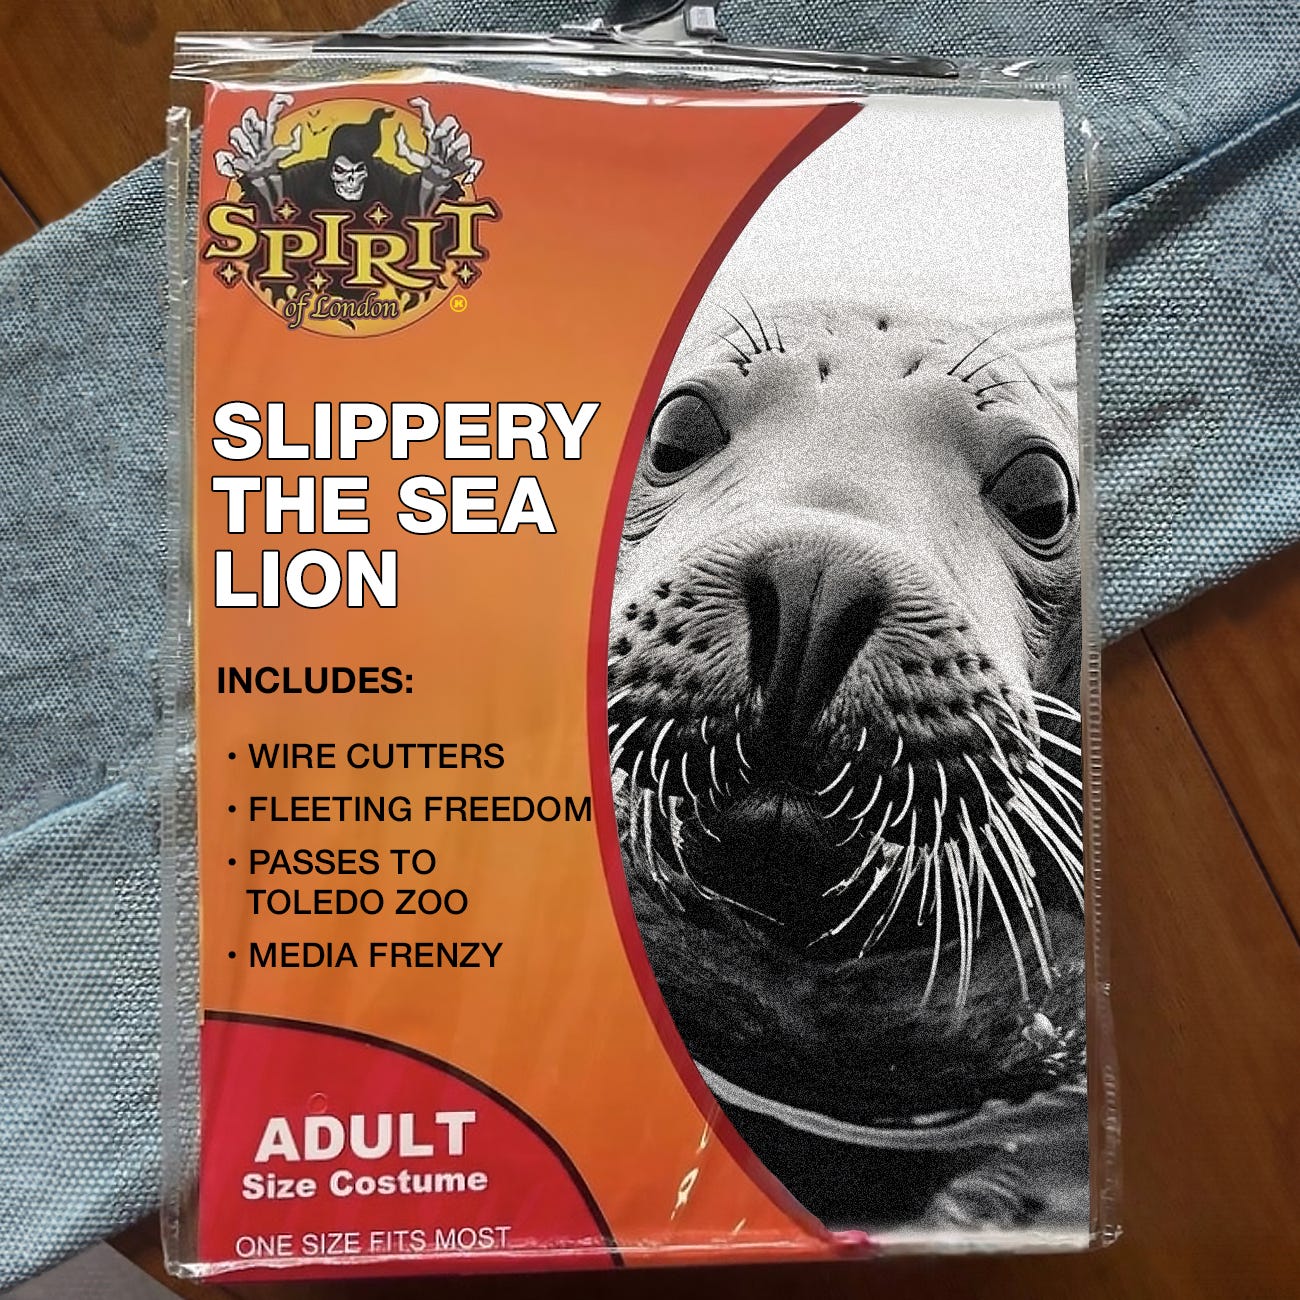 SPIRIT
of London
SLIPPERY
THE SEA
LION
INCLUDES:
• WIRE CUTTERS
• FLEETING FREEDOM
• PASSES TO
TOLEDO ZOO
• MEDIA FRENZY
ADULT
Size Costume
ONE SIZE FITS MOST